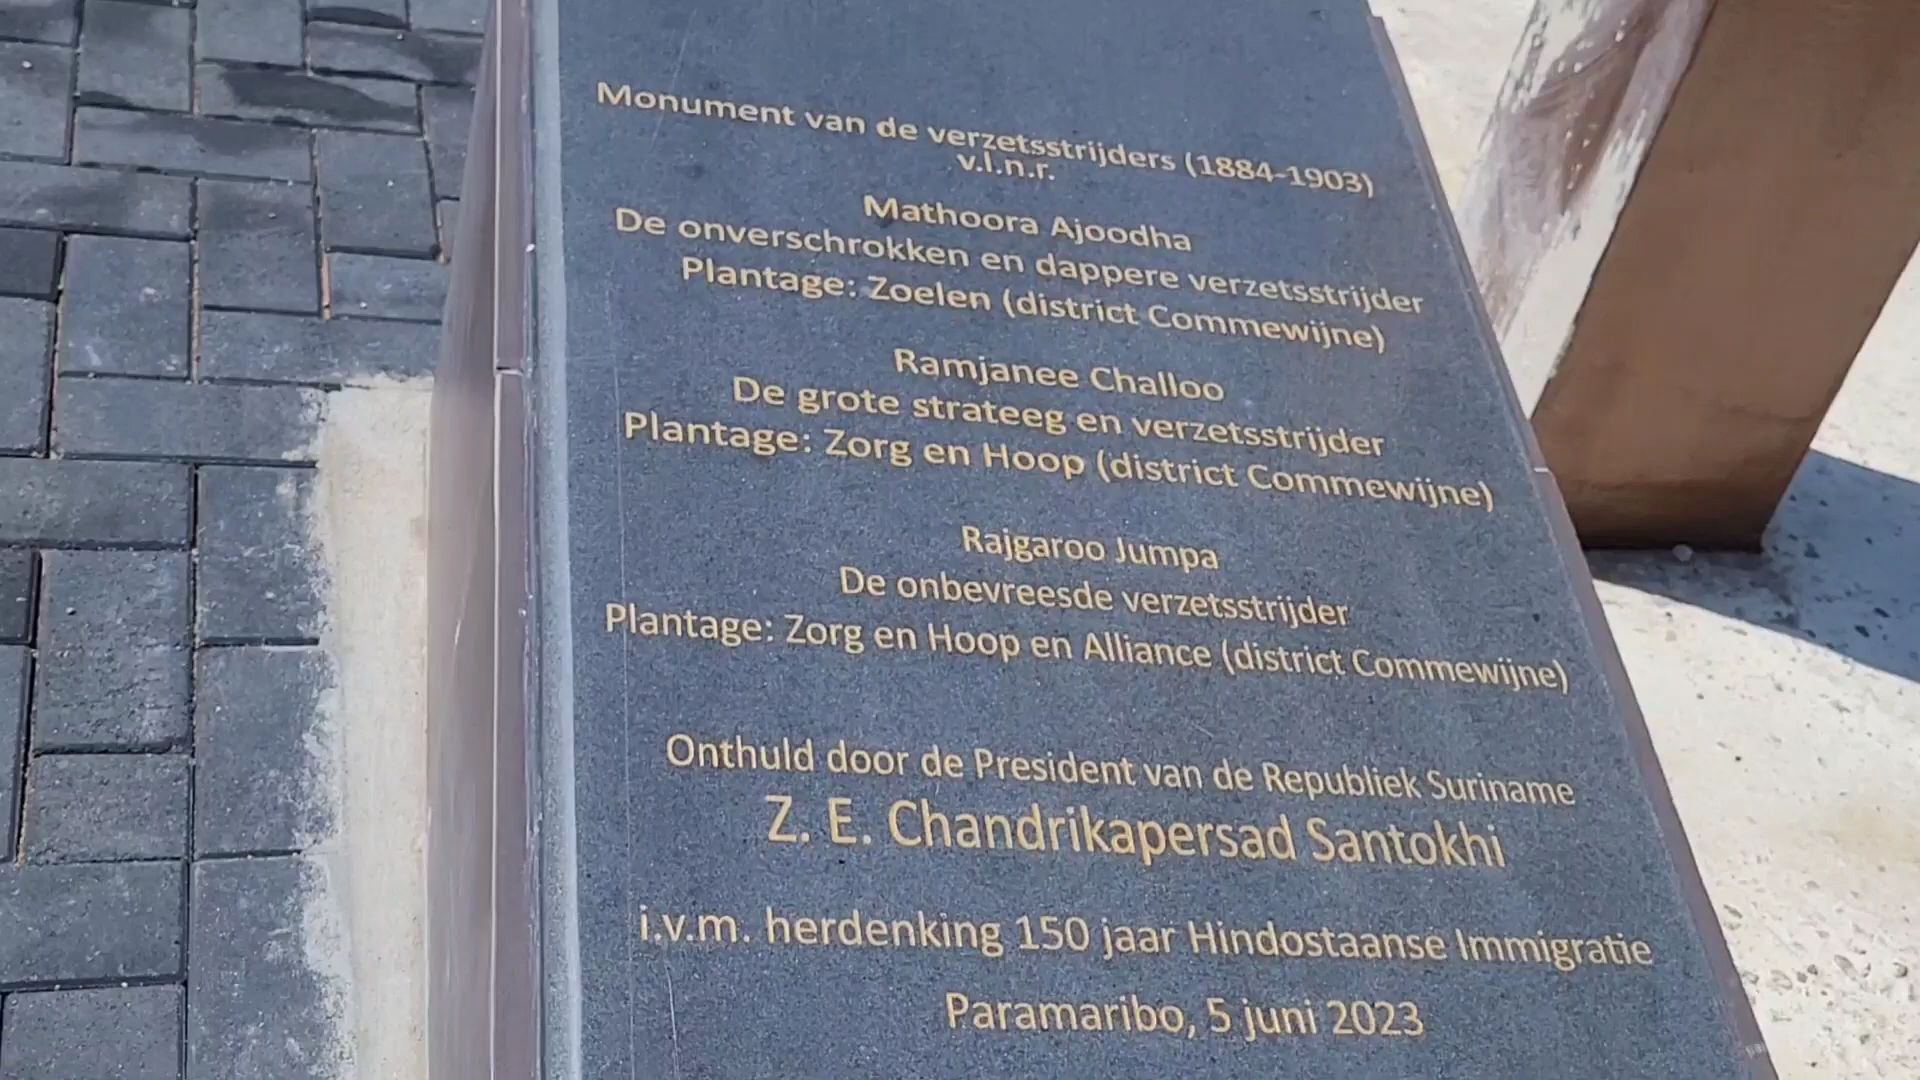 Monument van de verzetsstrijders (1884-1903)
v.l.n.r.
Mathoora Ajoodha
De onverschrokken en dappere verzetsstrijder
Plantage: Zoelen (district Commewijne)
Ramjanee Challoo
De grote strateeg en verzetsstrijder
Plantage: Zorg en Hoop (district Commewijne)
Rajgaroo Jumpa
De onbevreesde verzetsstrijder
Plantage: Zorg en Hoop en Alliance (district Commewijne)
Onthuld door de President van de Republiek Suriname
Z. E. Chandrikapersad Santokhi
i.v.m. herdenking 150 jaar Hindostaanse Immigratie
Paramaribo, 5 juni 2023